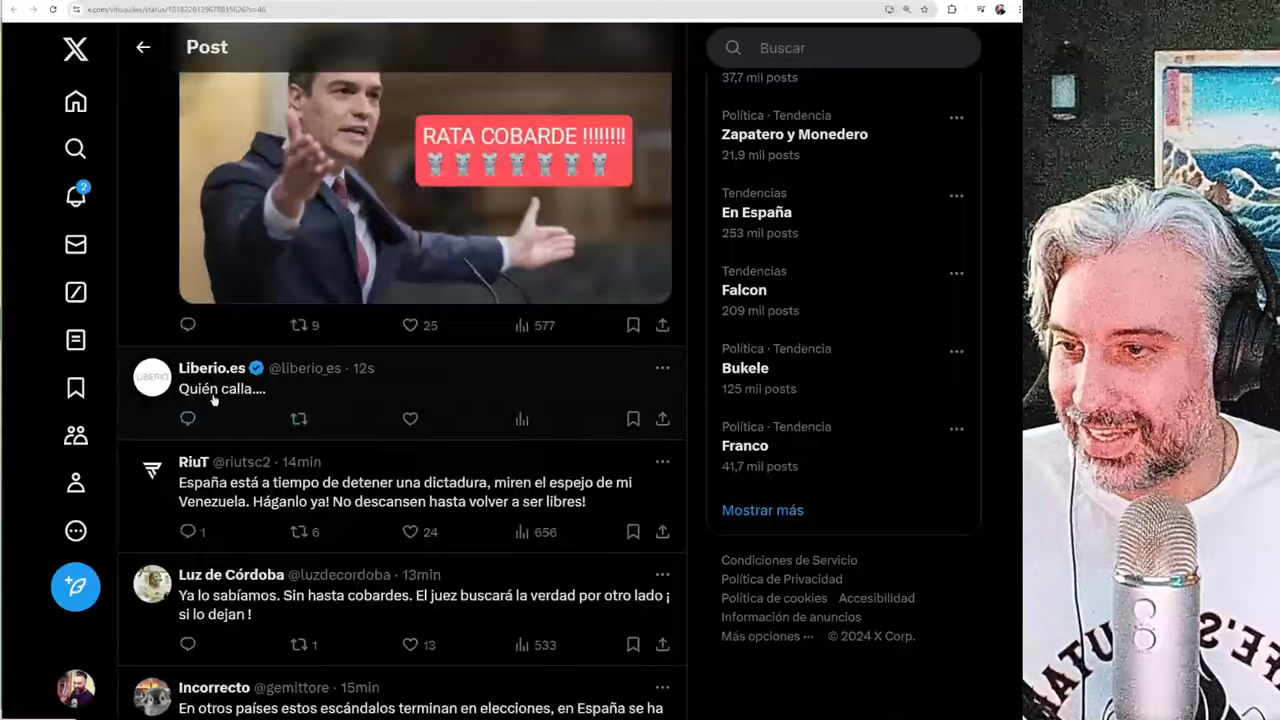 x.com/vitoquiles/status/1818226129678815626?s=46
Post
RATA COBARDE !!!!!!!!
9
25
577
Liberio.es @liberio_es · 12s
LIBERIO
Quién calla....
RiuT @riutsc2 · 14min
España está a tiempo de detener una dictadura, miren el espejo de mi
Venezuela. Háganlo ya! No descansen hasta volver a ser libres!
1
6
24
656
Luz de Córdoba @luzdecordoba · 13min
Ya lo sabíamos. Sin hasta cobardes. El juez buscará la verdad por otro lado ¡
si lo dejan !
1
13
533
Incorrecto @gemittore · 15min
En otros países estos escándalos terminan en elecciones, en España se ha
2
Buscar
37,7 mil posts
Política · Tendencia
Zapatero y Monedero
21,9 mil posts
Tendencias
En España
253 mil posts
Tendencias
Falcon
209 mil posts
Política · Tendencia
Bukele
125 mil posts
Política · Tendencia
Franco
41,7 mil posts
Mostrar más
Condiciones de Servicio
Política de Privacidad
Política de cookies Accesibilidad
Información de anuncios
Más opciones ··· © 2024 X Corp.